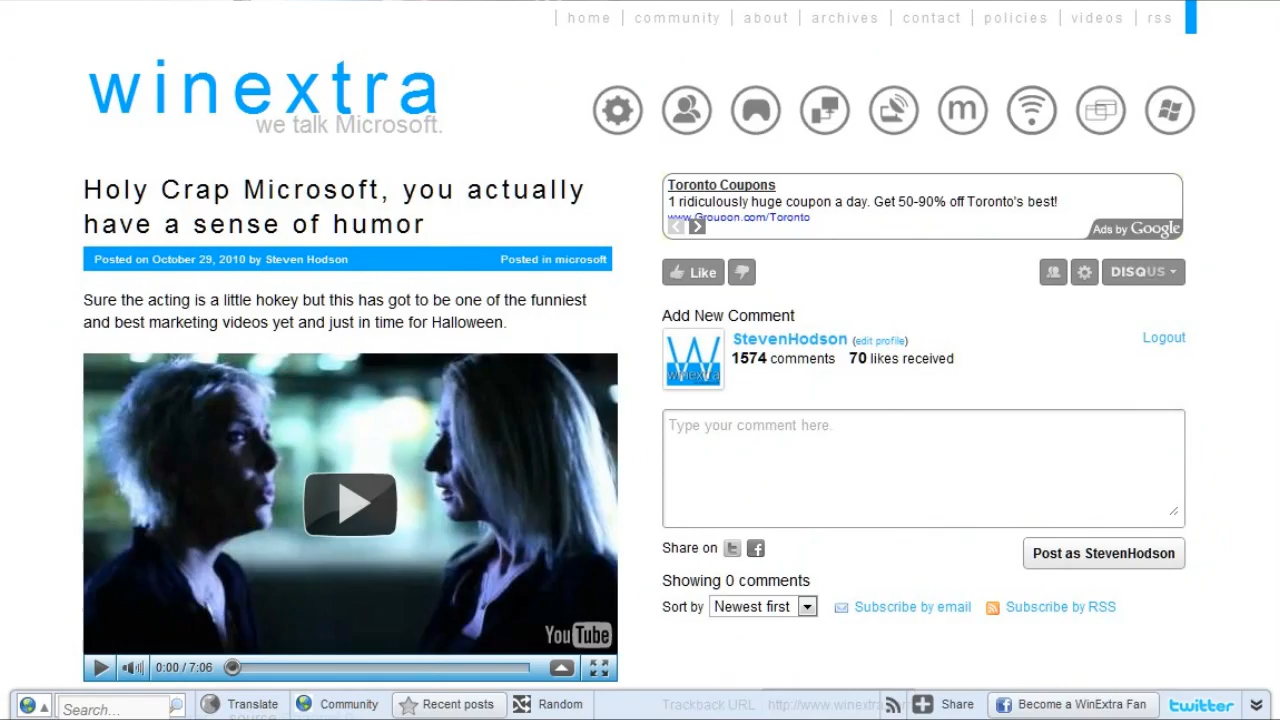 home community about archives contact policies videos rss
winextra
we talk Microsoft.
m
Holy Crap Microsoft, you actually
have a sense of humor
Posted on October 29, 2010 by Steven Hodson Posted in microsoft
Sure the acting is a little hokey but this has got to be one of the funniest
and best marketing videos yet and just in time for Halloween.
YouTube
0:00 / 7:06
Toronto Coupons
1 ridiculously huge coupon a day. Get 50-90% off Toronto's best!
www.Groupon.com/Toronto
Ads by Google
Like DISQUS
Add New Comment
StevenHodson (edit profile) Logout
1574 comments 70 likes received
winextra
Type your comment here.
Share on
Post as StevenHodson
Showing 0 comments
Sort by Newest first Subscribe by email Subscribe by RSS
Search... Translate Community Recent posts Random Trackback URL http://www.winextra Share Become a WinExtra Fan twitter